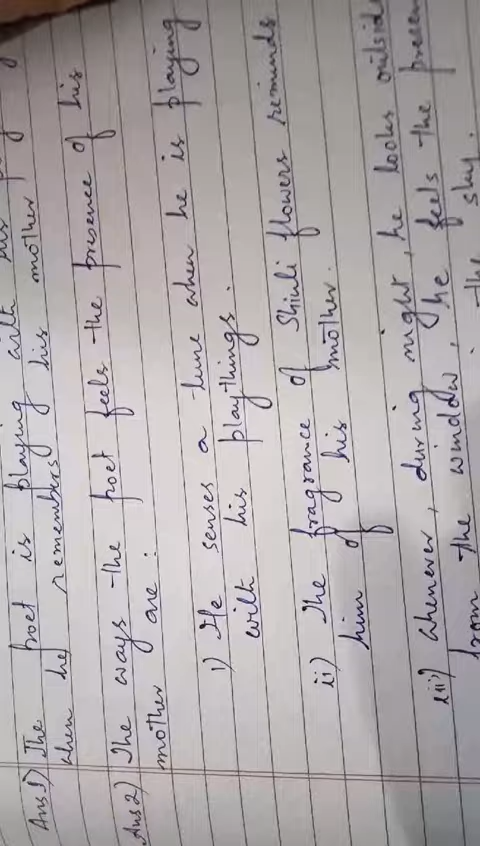 Ans1) The poet is playing with his
when he remembers his mother
Ans2) The ways the poet feels the presence of his
mother are :
i) He senses a tune when he is playing
with his playthings.
ii) The fragrance of Shiuli flowers reminds
him of his mother.
iii) whenever, during night, he looks outside
from the window, he feels the presen
the sky.